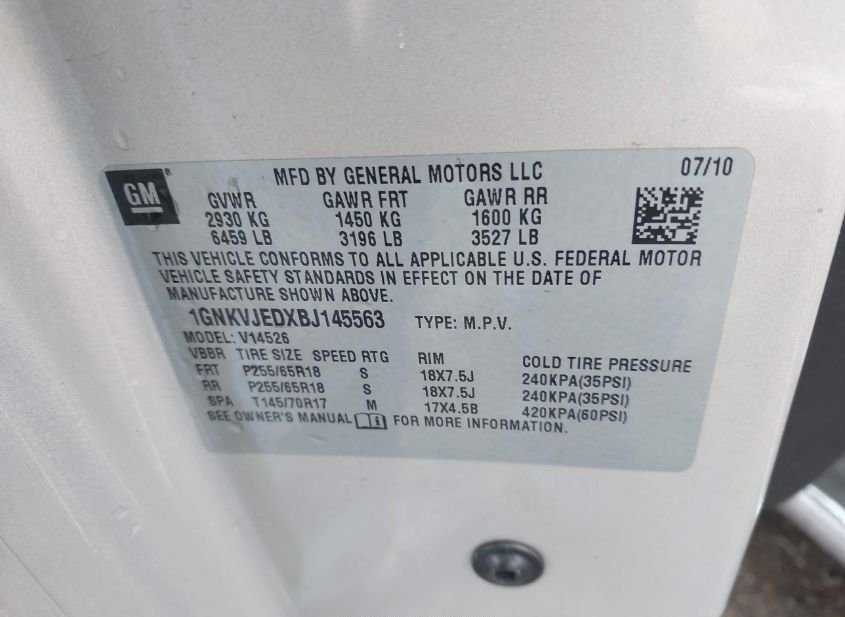 GM
MFD BY GENERAL MOTORS LLC 07/10
GVWR GAWR FRT GAWR RR
2930 KG 1450 KG 1600 KG
6459 LB 3196 LB 3527 LB
THIS VEHICLE CONFORMS TO ALL APPLICABLE U.S. FEDERAL MOTOR
VEHICLE SAFETY STANDARDS IN EFFECT ON THE DATE OF
MANUFACTURE SHOWN ABOVE.
1GNKVJEDXBJ145563 TYPE: M.P.V.
MODEL: V14526
VBBR TIRE SIZE SPEED RTG RIM COLD TIRE PRESSURE
FRT P255/65R18 S 18X7.5J 240KPA(35PSI)
RR P255/65R18 S 18X7.5J 240KPA(35PSI)
SPA T145/70R17 M 17X4.5B 420KPA(60PSI)
SEE OWNER'S MANUAL FOR MORE INFORMATION.